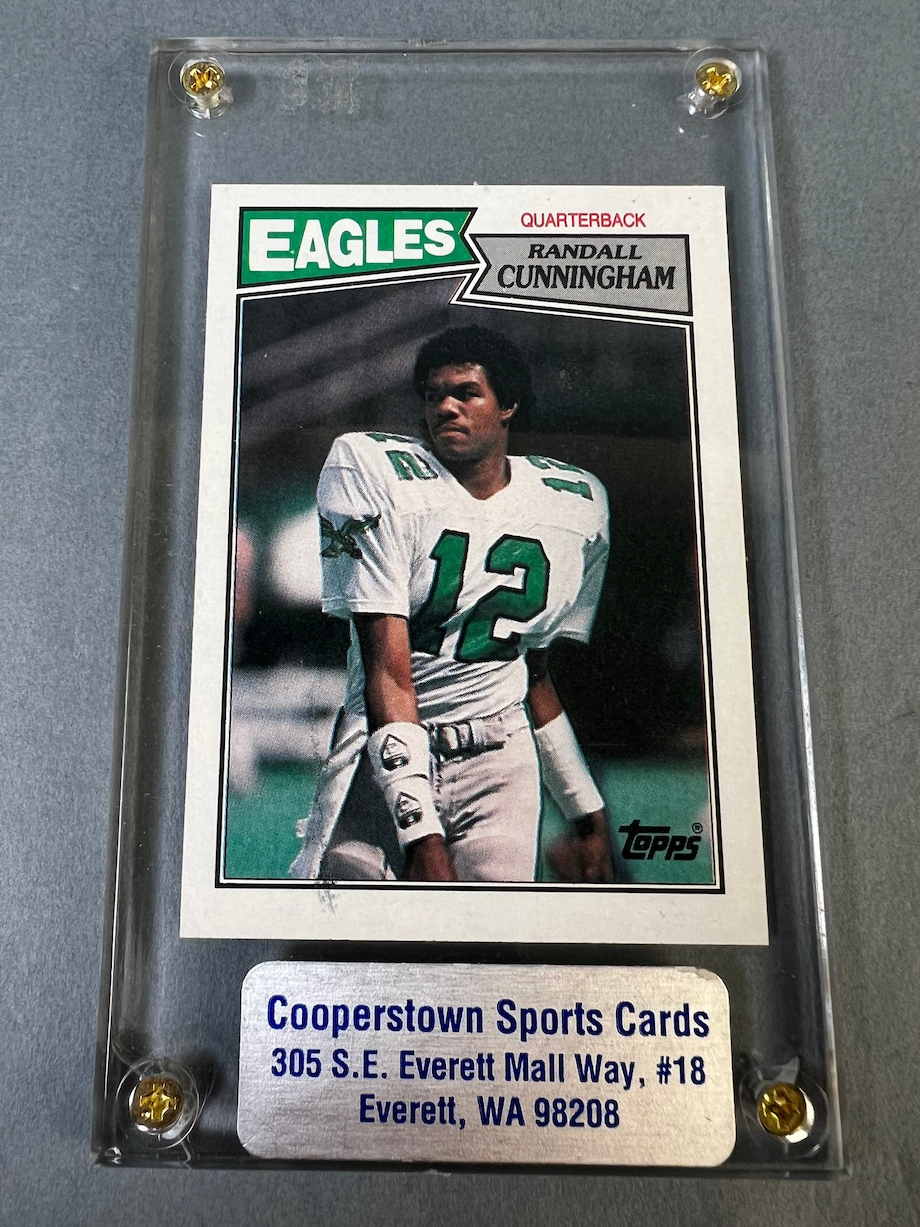 EAGLES
QUARTERBACK
RANDALL
CUNNINGHAM
12
12
12
Topps®
Cooperstown Sports Cards
305 S.E. Everett Mall Way, #18
Everett, WA 98208